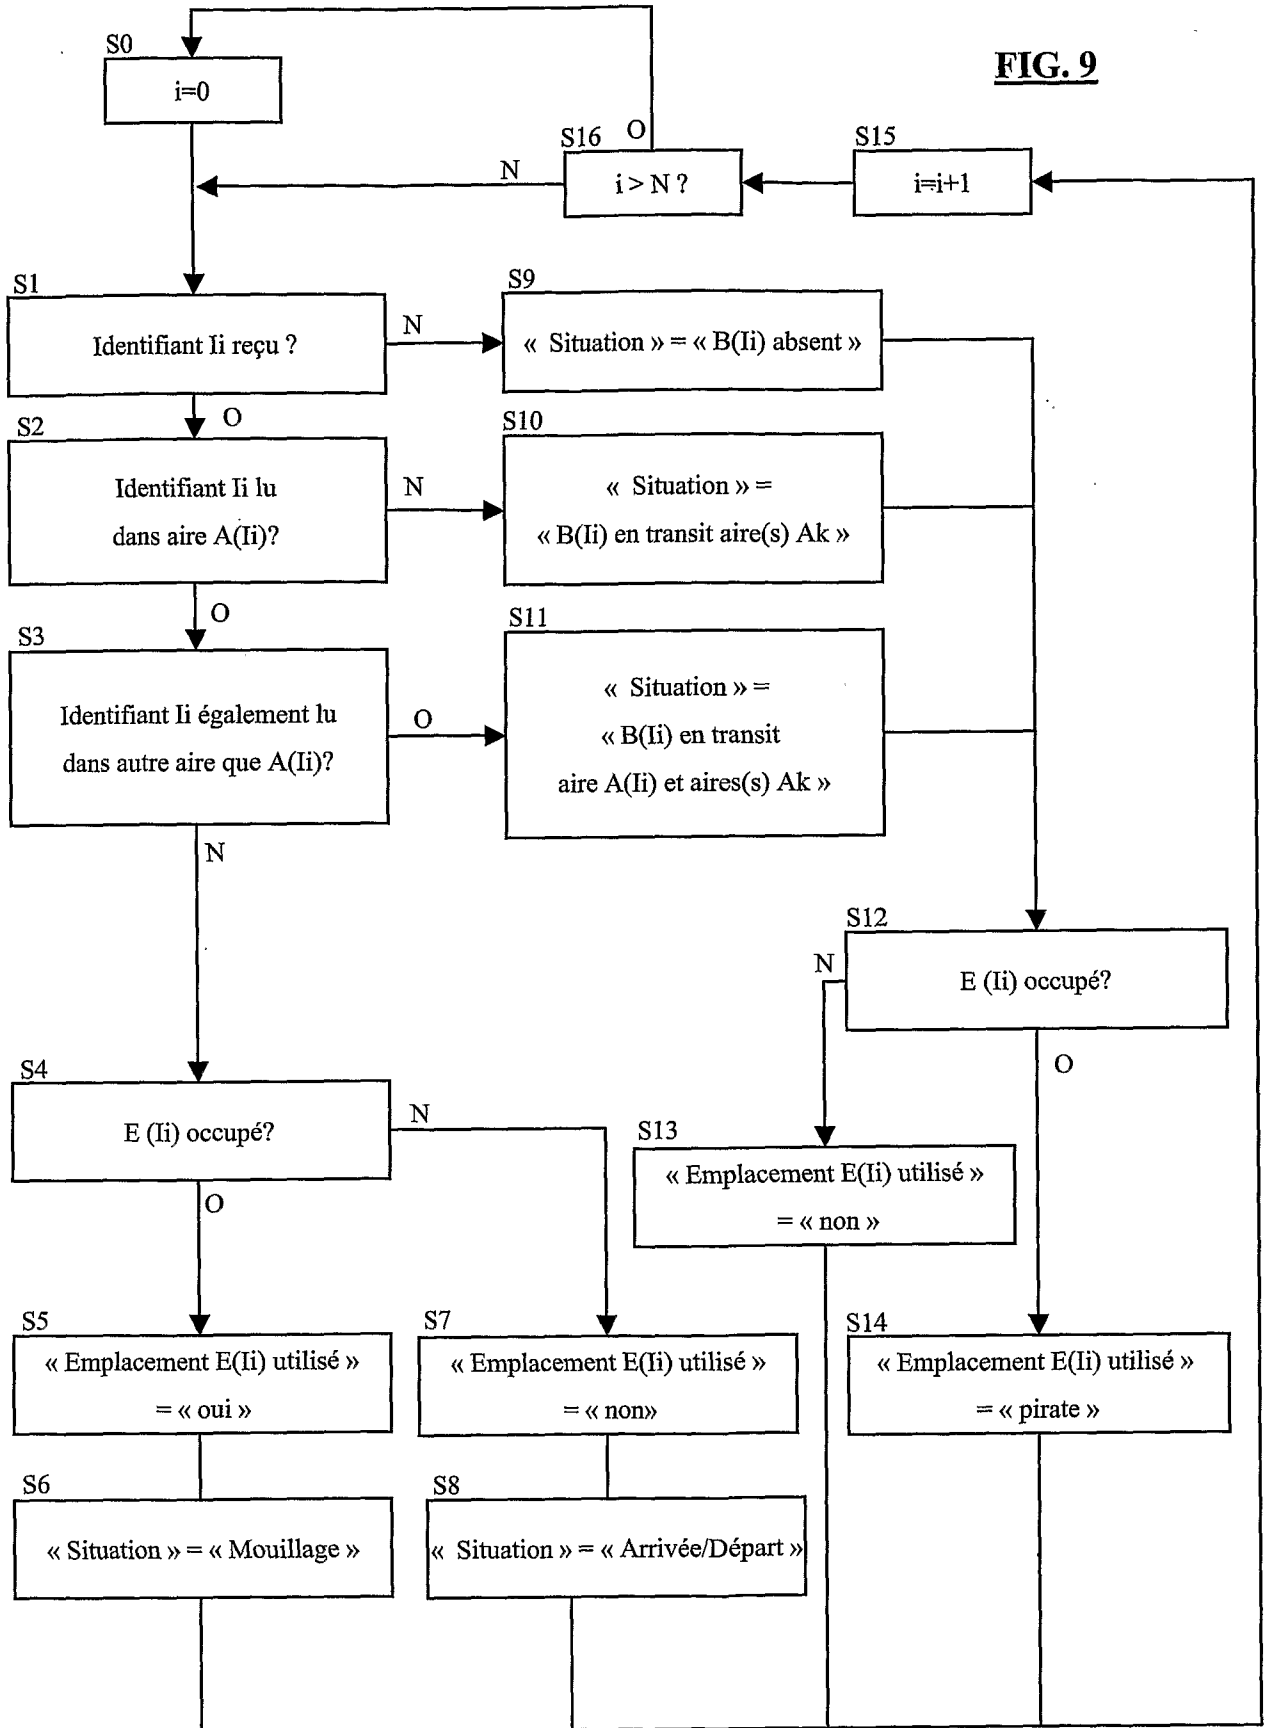 FIG. 9
S0
i=0
S16
O
i > N ?
N
S15
i=i+1
S1
Identifiant Ii reçu ?
N
O
S9
« Situation » = « B(Ii) absent »
S2
Identifiant Ii lu
dans aire A(Ii)?
N
O
S10
« Situation » =
« B(Ii) en transit aire(s) Ak »
S3
Identifiant Ii également lu
dans autre aire que A(Ii)?
O
N
S11
« Situation » =
« B(Ii) en transit
aire A(Ii) et aires(s) Ak »
S12
E (Ii) occupé?
N
O
S4
E (Ii) occupé?
N
O
S13
« Emplacement E(Ii) utilisé »
= « non »
S5
« Emplacement E(Ii) utilisé »
= « oui »
S7
« Emplacement E(Ii) utilisé »
= « non»
S14
« Emplacement E(Ii) utilisé »
= « pirate »
S6
« Situation » = « Mouillage »
S8
« Situation » = « Arrivée/Départ »